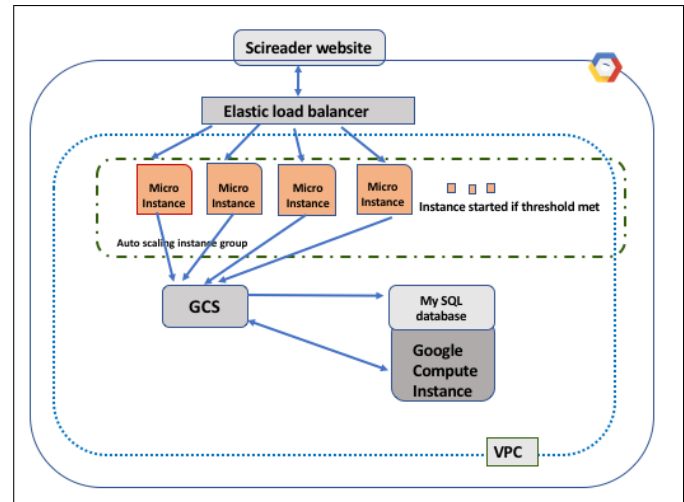 Scireader website
Elastic load balancer
Micro
Instance
Micro
Instance
Micro
Instance
Micro
Instance
Instance started if threshold met
Auto scaling instance group
GCS
My SQL
database
Google
Compute
Instance
VPC